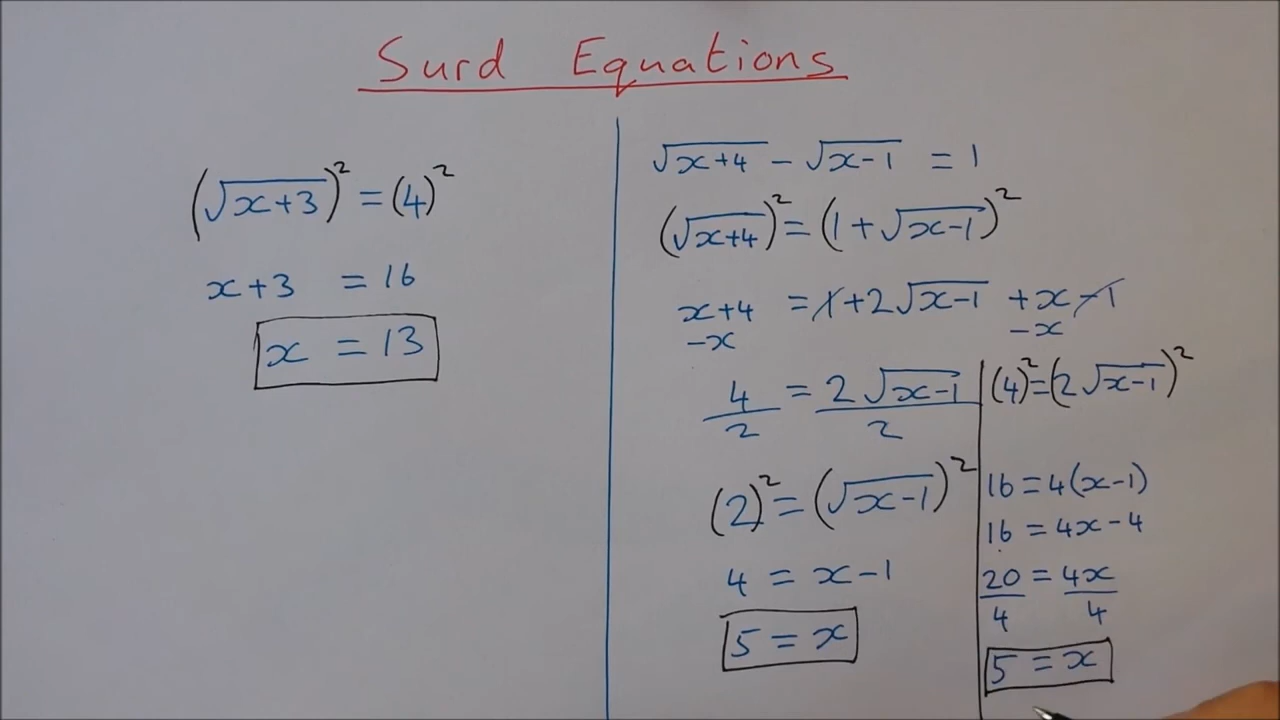 Surd Equations
(√(x+3))² = (4)²
x+3 = 16
x = 13
√(x+4) - √(x-1) = 1
(√(x+4))² = (1+√(x-1))²
x+4 = 1+2√(x-1) +x-1
-x -x
4/2 = 2√(x-1)/2
(2)² = (√(x-1))²
4 = x-1
5 = x
(4)² = (2√(x-1))²
16 = 4(x-1)
16 = 4x-4
20/4 = 4x/4
5 = x